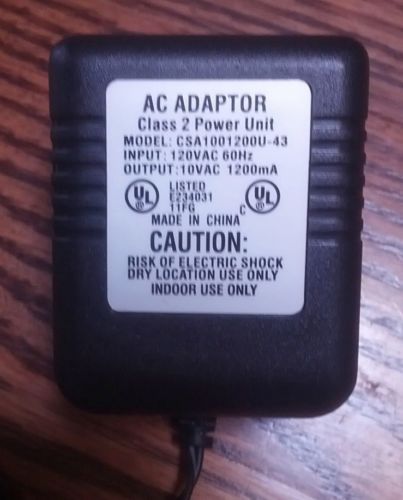 AC ADAPTOR
Class 2 Power Unit
MODEL: CSA1001200U-43
INPUT: 120VAC 60Hz
OUTPUT:10VAC 1200mA
UL LISTED C UL
E234031
11FG
MADE IN CHINA
CAUTION:
RISK OF ELECTRIC SHOCK
DRY LOCATION USE ONLY
INDOOR USE ONLY